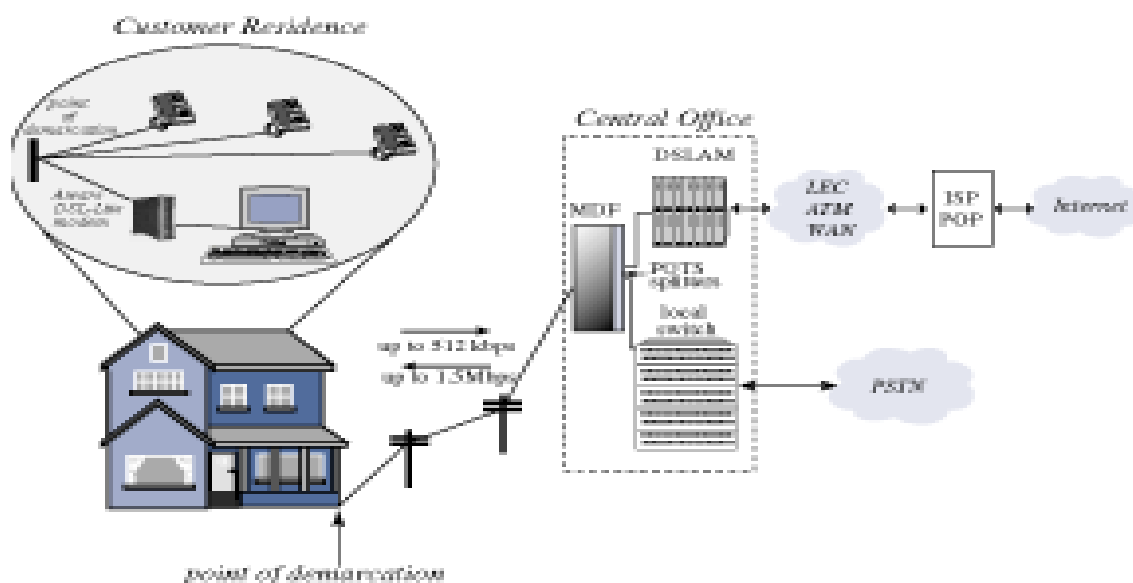 Customer Residence
point
of
demarcation
Aware
DSL-Lite
modem
Central Office
DSLAM
MDF
POTS
splitters
local
switch
LEC
ATM
WAN
ISP
POP
Internet
PSTN
up to 512 kbps
up to 1.5Mbps
point of demarcation